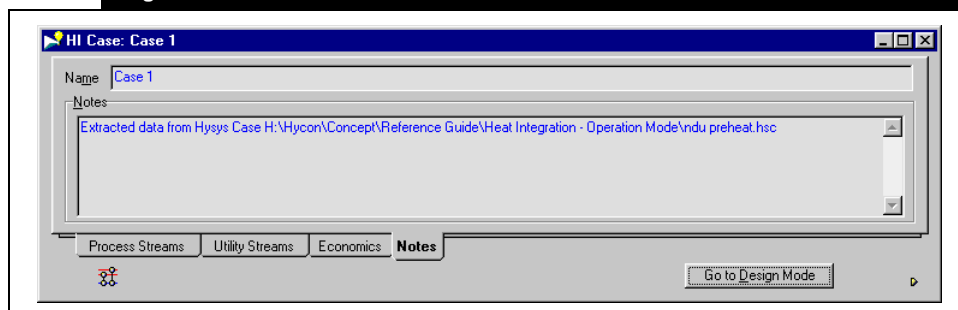 HI Case: Case 1
Name Case 1
Notes
Extracted data from Hysys Case H:\Hycon\Concept\Reference Guide\Heat Integration - Operation Mode\ndu preheat.hsc
Process Streams Utility Streams Economics Notes
Go to Design Mode